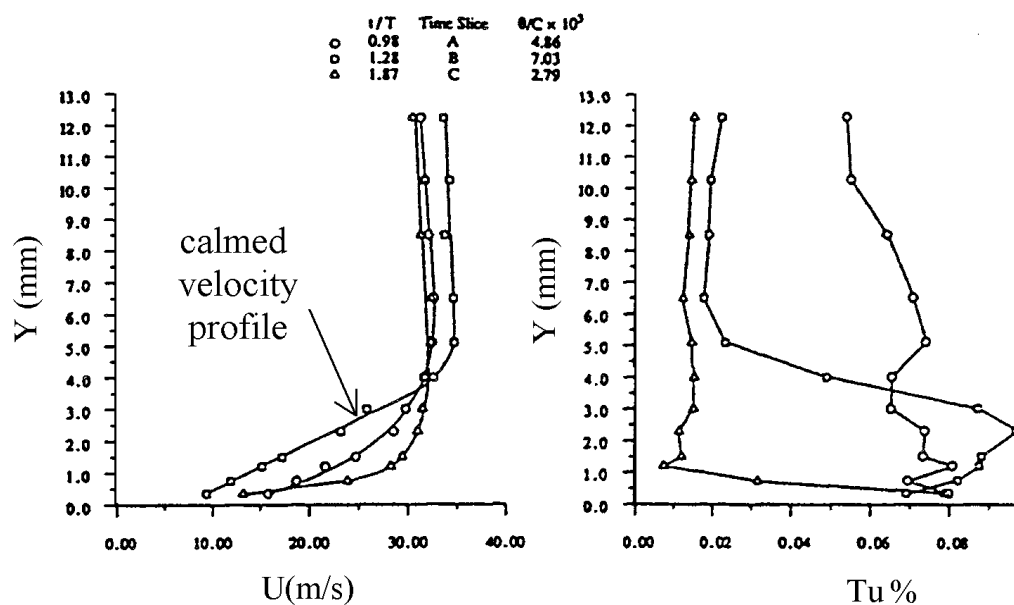 t/T Time Slice θ/C × 10³
0.98 A 4.86
1.28 B 7.03
1.87 C 2.79
13.0
12.0
11.0
10.0
9.0
8.0
7.0
6.0
5.0
4.0
3.0
2.0
1.0
0.0
Y (mm)
calmed
velocity
profile
0.00 10.00 20.00 30.00 40.00
U(m/s)
13.0
12.0
11.0
10.0
9.0
8.0
7.0
6.0
5.0
4.0
3.0
2.0
1.0
0.0
Y (mm)
0.00 0.02 0.04 0.06 0.08
Tu %